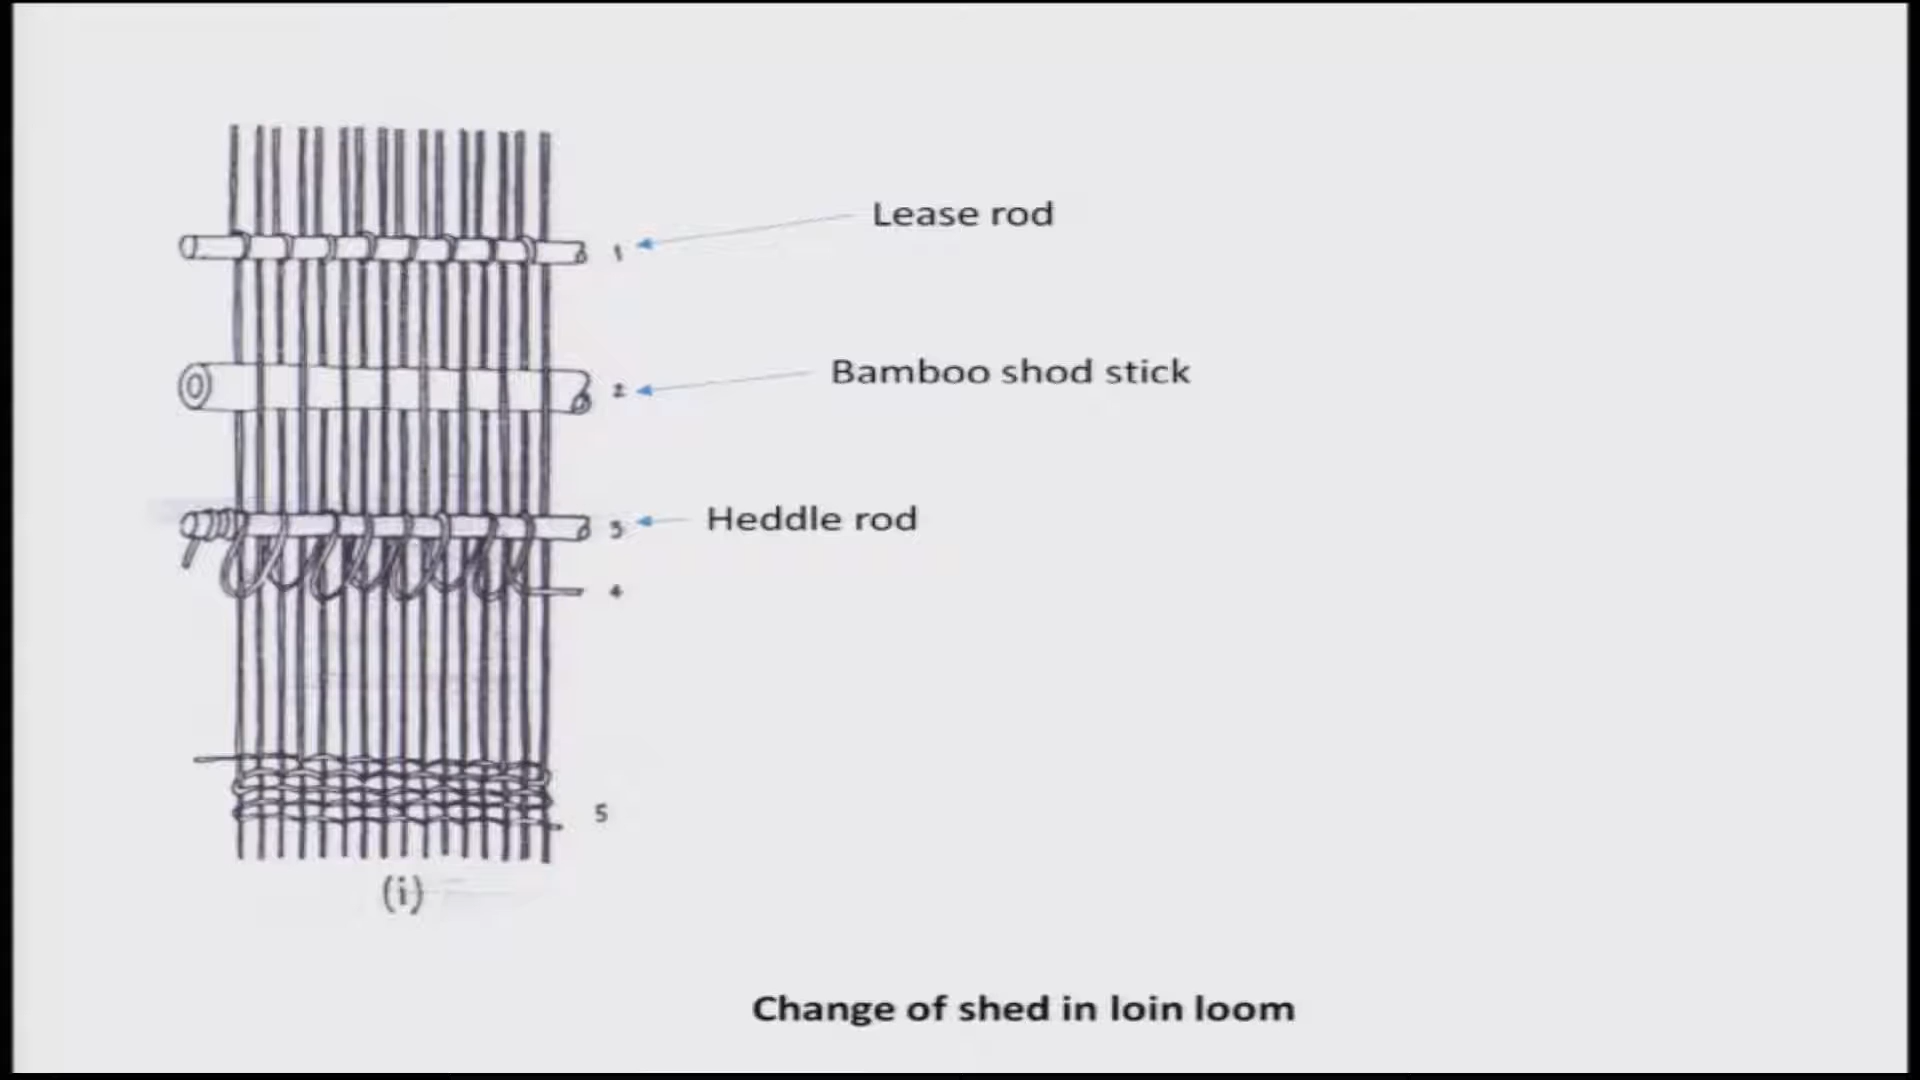 Lease rod
1
Bamboo shod stick
2
Heddle rod
3
4
5
(i)
Change of shed in loin loom